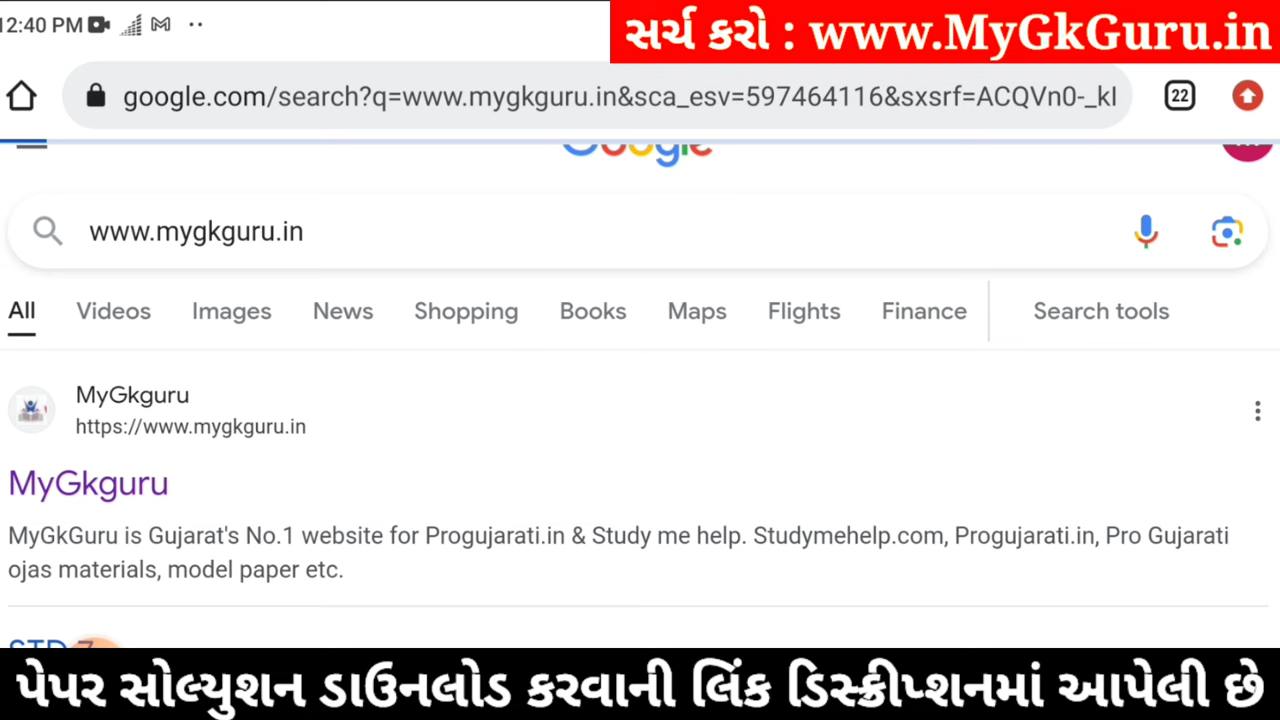 12:40 PM
સર્ચ કરો : www.MyGkGuru.in
google.com/search?q=www.mygkguru.in&sca_esv=597464116&sxsrf=ACQVn0-_kI
22
Google
www.mygkguru.in
All Videos Images News Shopping Books Maps Flights Finance Search tools
MyGkguru
https://www.mygkguru.in
MyGkguru
MyGkGuru is Gujarat's No.1 website for Progujarati.in & Study me help. Studymehelp.com, Progujarati.in, Pro Gujarati
ojas materials, model paper etc.
STD 7
પેપર સોલ્યુશન ડાઉનલોડ કરવાની લિંક ડિસ્ક્રીપ્શનમાં આપેલી છે